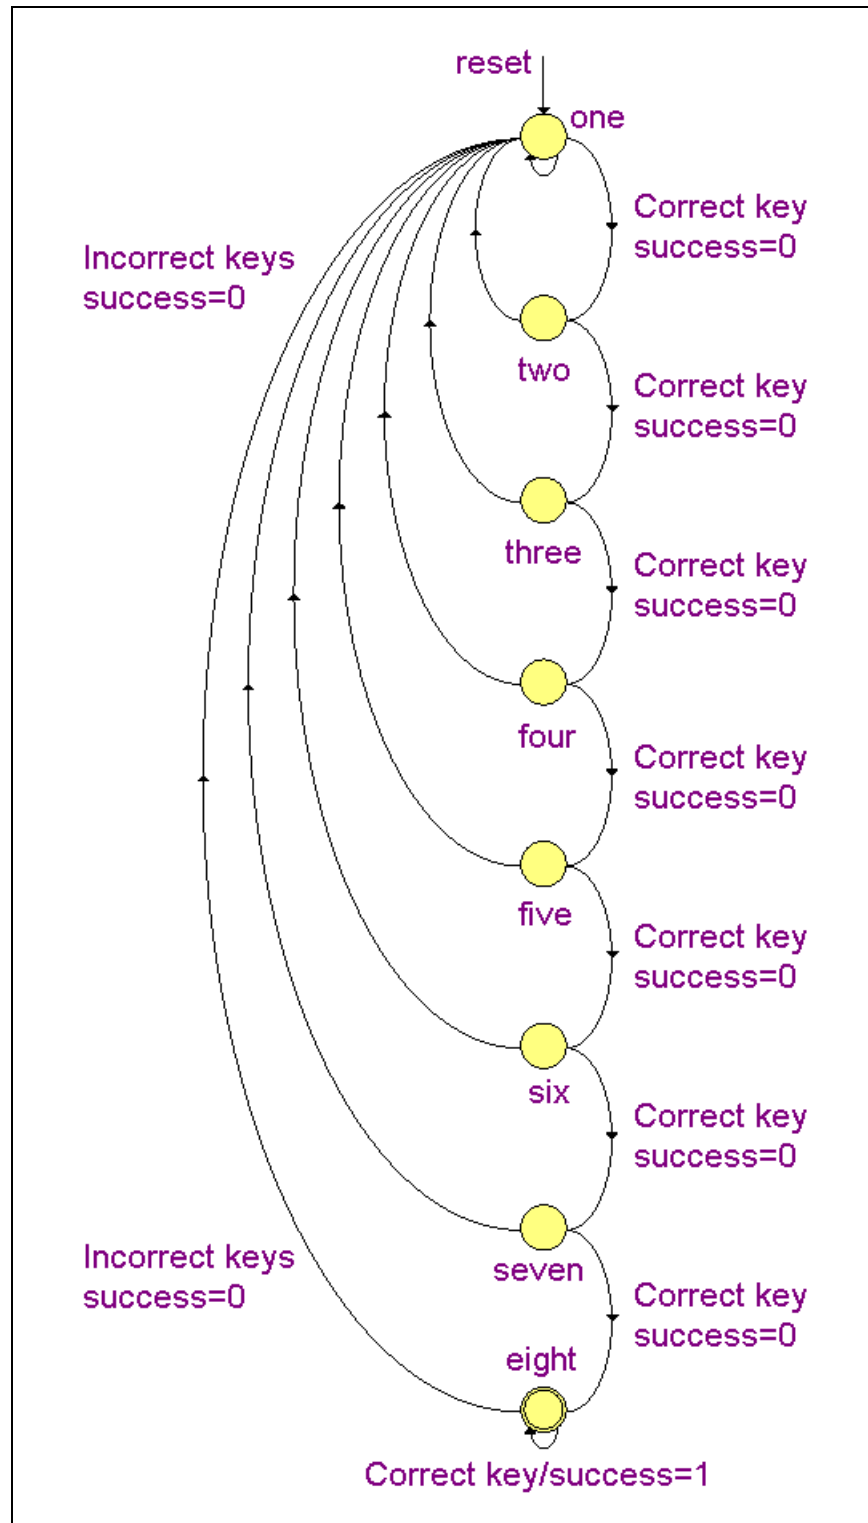 reset
one
Correct key
success=0
Incorrect keys
success=0
two
Correct key
success=0
three
Correct key
success=0
four
Correct key
success=0
five
Correct key
success=0
six
Correct key
success=0
Incorrect keys
success=0
seven
Correct key
success=0
eight
Correct key/success=1